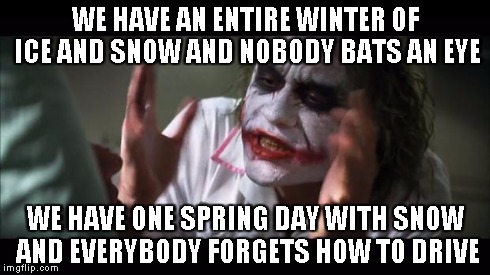 WE HAVE AN ENTIRE WINTER OF
ICE AND SNOW AND NOBODY BATS AN EYE
WE HAVE ONE SPRING DAY WITH SNOW
AND EVERYBODY FORGETS HOW TO DRIVE
imgflip.com